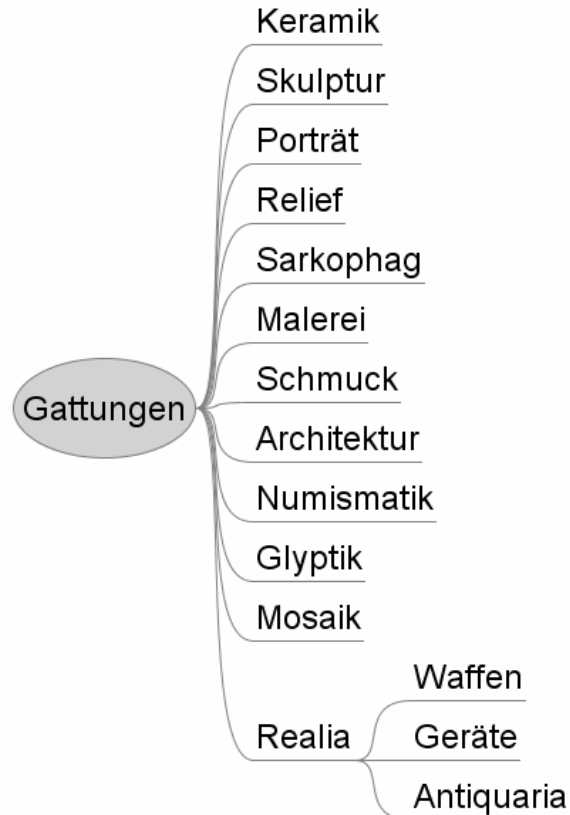 Keramik
Skulptur
Porträt
Relief
Sarkophag
Malerei
Schmuck
Gattungen
Architektur
Numismatik
Glyptik
Mosaik
Waffen
Realia
Geräte
Antiquaria